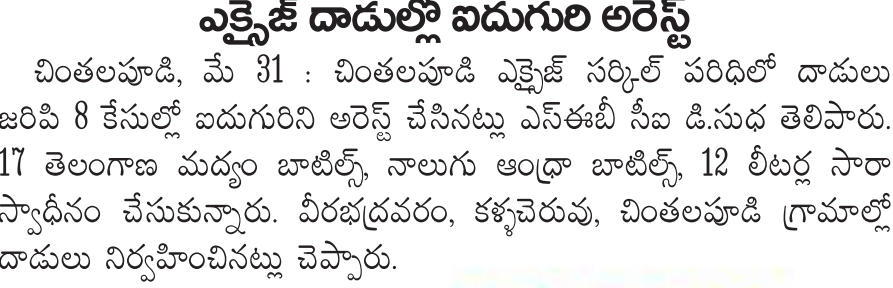 ఎక్సైజ్ దాడుల్లో ఐదుగురి అరెస్ట్
చింతలపూడి, మే 31 : చింతలపూడి ఎక్సైజ్ సర్కిల్ పరిధిలో దాడులు
జరిపి 8 కేసుల్లో ఐదుగురిని అరెస్ట్ చేసినట్లు ఎస్ఈబీ సీఐ డి.సుధ తెలిపారు.
17 తెలంగాణ మద్యం బాటిల్స్, నాలుగు ఆంధ్రా బాటిల్స్, 12 లీటర్ల సారా
స్వాధీనం చేసుకున్నారు. వీరభద్రవరం, కళ్ళచెరువు, చింతలపూడి గ్రామాల్లో
దాడులు నిర్వహించినట్లు చెప్పారు.